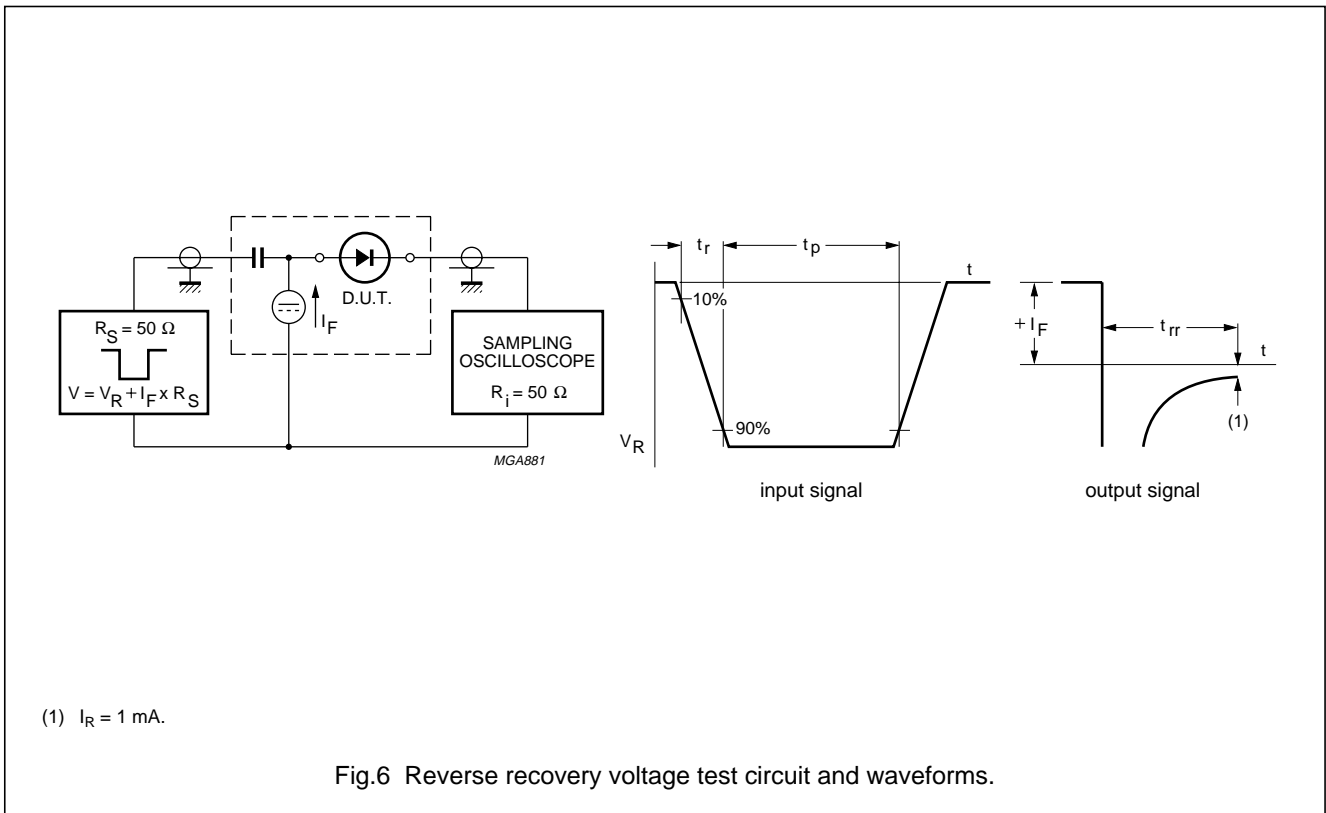 R_S = 50 Ω
V = V_R + I_F x R_S
I_F
D.U.T.
SAMPLING
OSCILLOSCOPE
R_i = 50 Ω
MGA881
t_r
t_p
t
10%
90%
V_R
input signal
+ I_F
t_rr
t
(1)
output signal
(1) I_R = 1 mA.
Fig.6 Reverse recovery voltage test circuit and waveforms.